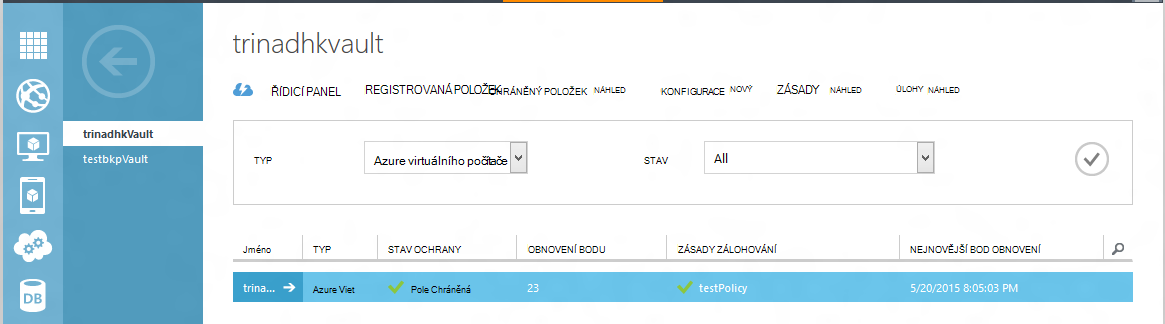 trinadhkvault
ŘÍDICÍ PANEL REGISTROVANÁ POLOŽEK CHRÁNĚNÝ POLOŽEK NÁHLED KONFIGURACE NOVÝ ZÁSADY NÁHLED ÚLOHY NÁHLED
trinadhkVault
testbkpVault
TYP Azure virtuálního počítače STAV All
Jméno TYP STAV OCHRANY OBNOVENÍ BODU ZÁSADY ZÁLOHOVÁNÍ NEJNOVĚJŠÍ BOD OBNOVENÍ
trina... Azure Viet Pole Chráněná 23 testPolicy 5/20/2015 8:05:03 PM
DB